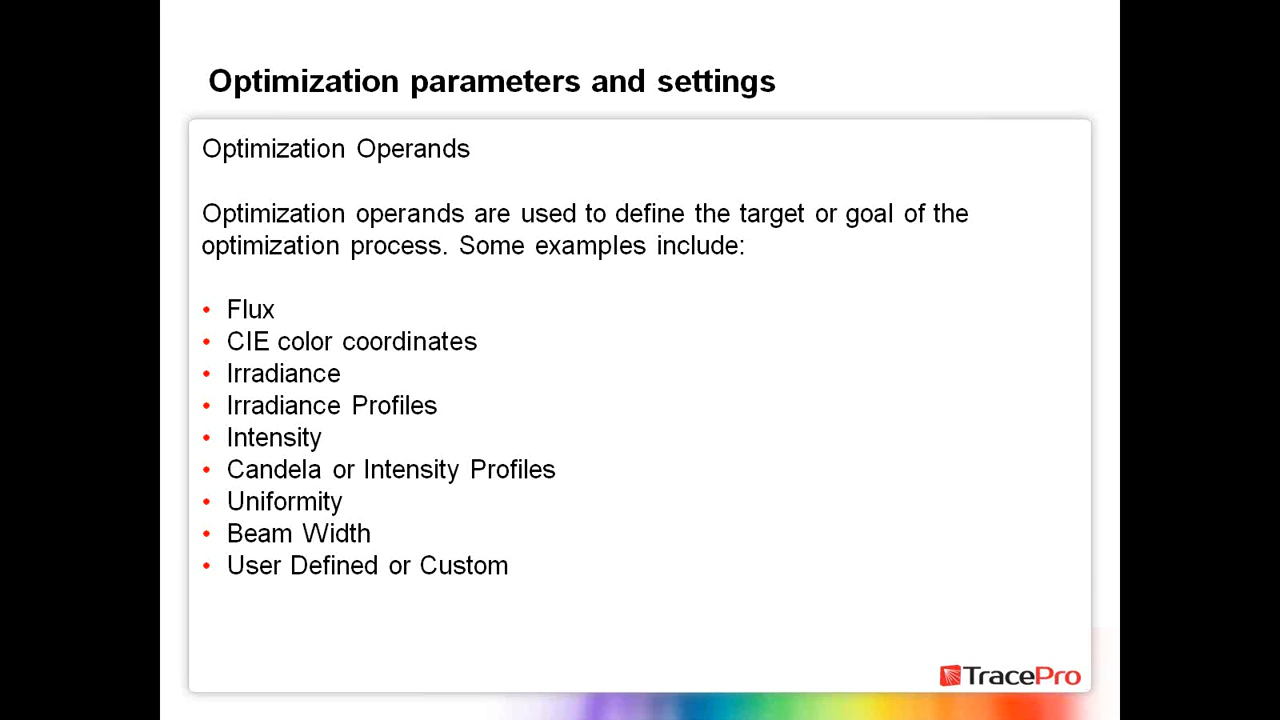 Optimization parameters and settings
Optimization Operands
Optimization operands are used to define the target or goal of the
optimization process. Some examples include:
• Flux
• CIE color coordinates
• Irradiance
• Irradiance Profiles
• Intensity
• Candela or Intensity Profiles
• Uniformity
• Beam Width
• User Defined or Custom
TracePro